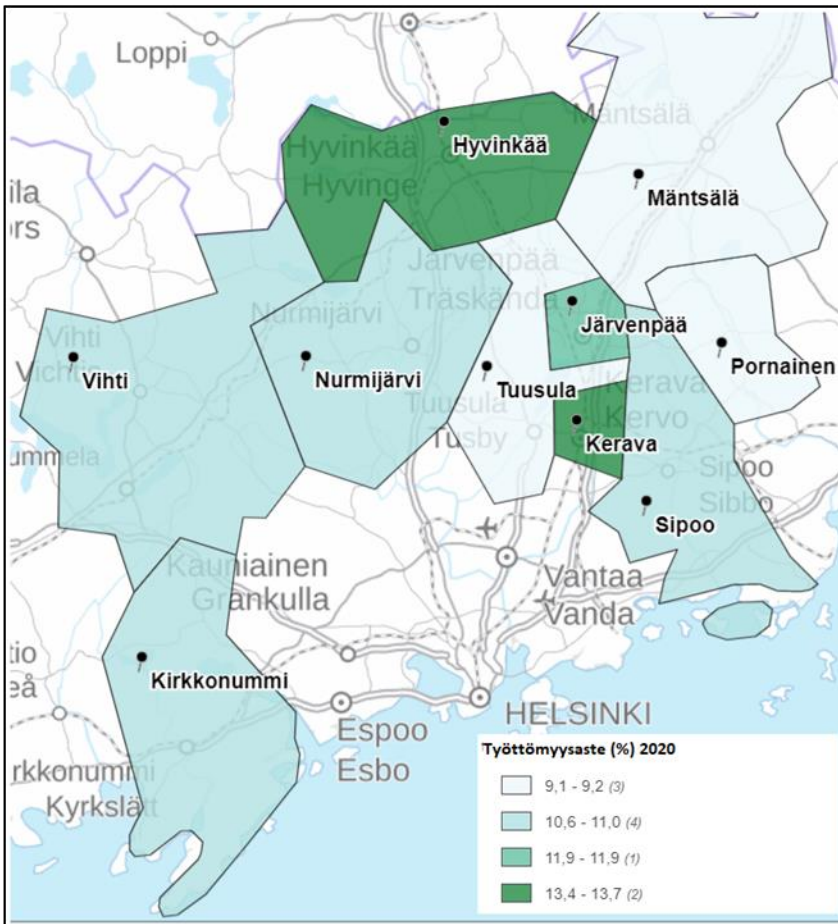 Loppi
Mäntsälä
Hyvinkää
Hyvinkää
Hyvinge
Mäntsälä
Järvenpää
Träskända
Nurmijärvi
Järvenpää
Vihti
Vichtis
Vihti
Nurmijärvi
Tuusula
Pornainen
Kerava
Kervo
Tuusula
Tusby
Kerava
ummela
Sipoo
Sibbo
Sipoo
Kauniainen
Grankulla
Vantaa
Vanda
Kirkkonummi
HELSINKI
Espoo
Esbo
rkkonummi
Kyrkslätt
Työttömyysaste (%) 2020
9,1 - 9,2 (3)
10,6 - 11,0 (4)
11,9 - 11,9 (1)
13,4 - 13,7 (2)